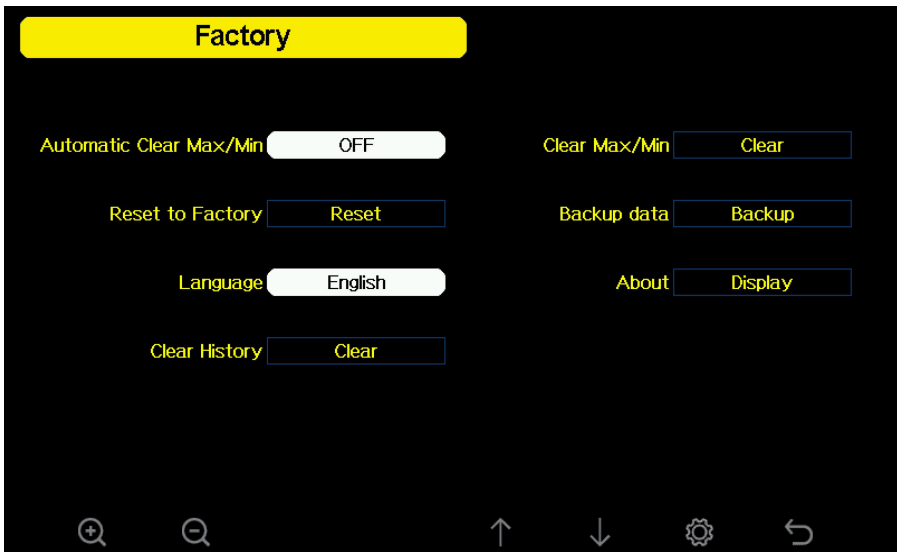 Factory
Automatic Clear Max/Min OFF Clear Max/Min Clear
Reset to Factory Reset Backup data Backup
Language English About Display
Clear History Clear